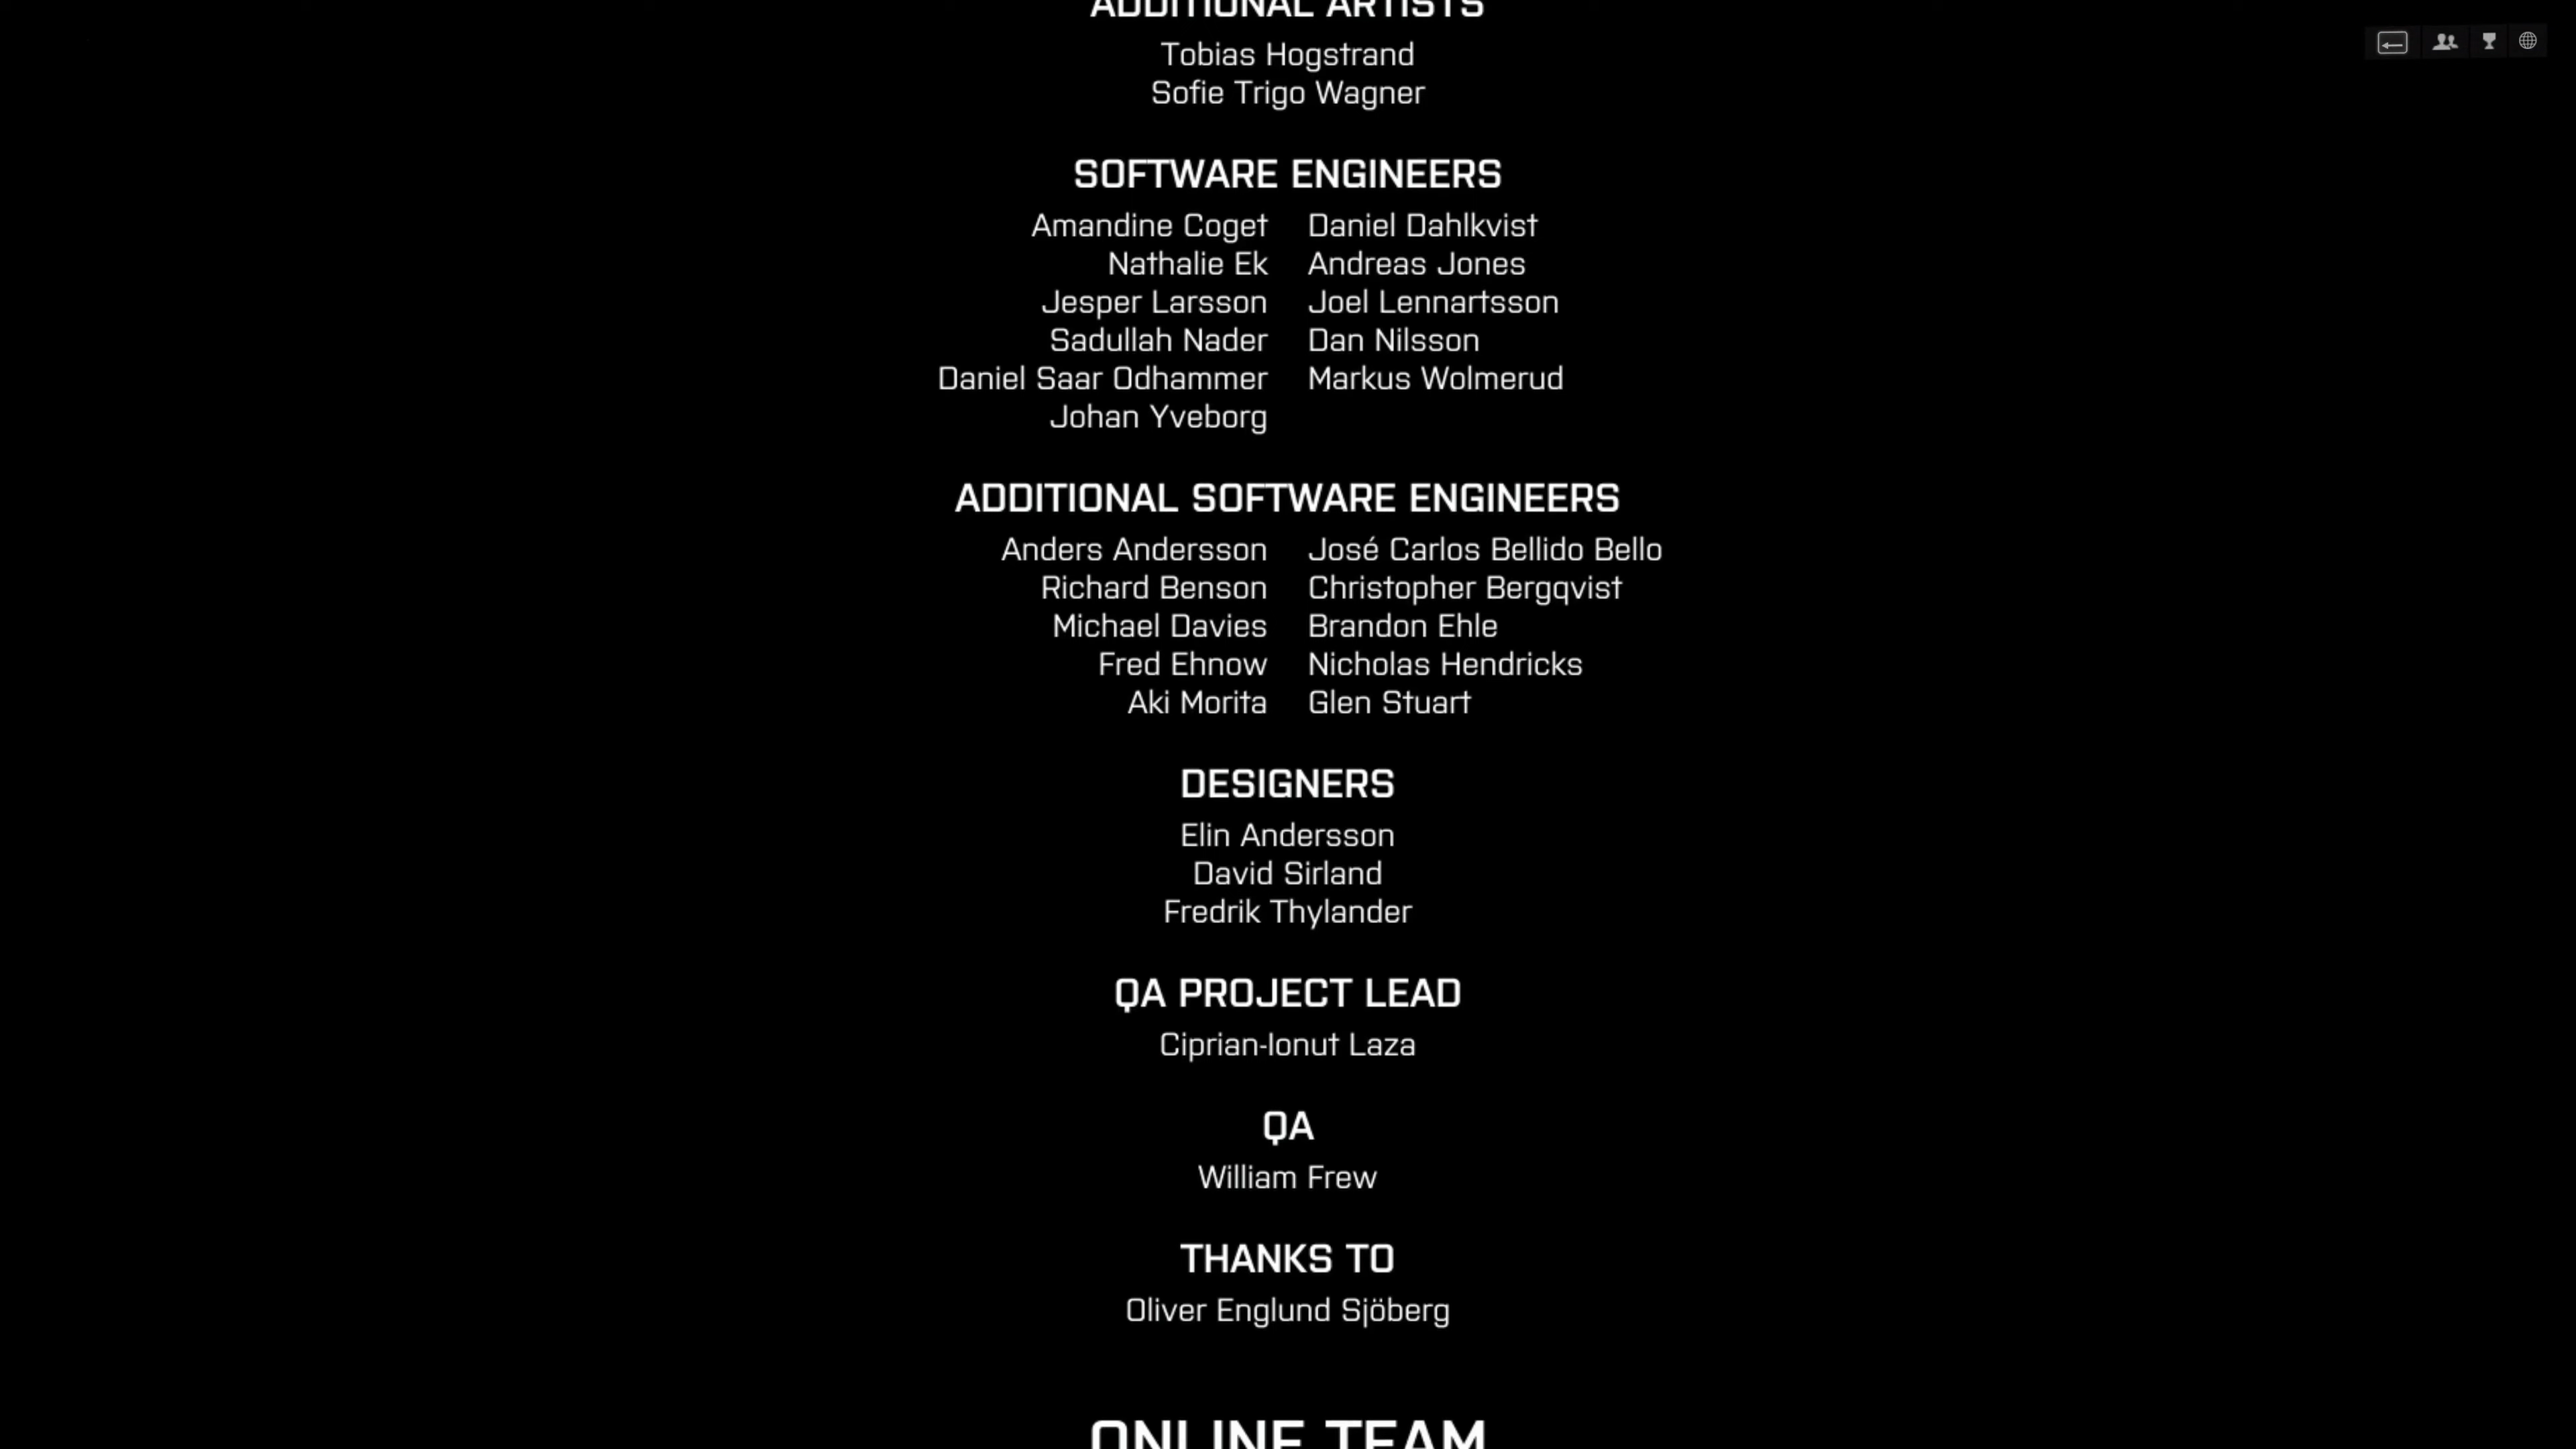 ADDITIONAL ARTISTS
Tobias Hogstrand
Sofie Trigo Wagner
SOFTWARE ENGINEERS
Amandine Coget Daniel Dahlkvist
Nathalie Ek Andreas Jones
Jesper Larsson Joel Lennartsson
Sadullah Nader Dan Nilsson
Daniel Saar Odhammer Markus Wolmerud
Johan Yveborg
ADDITIONAL SOFTWARE ENGINEERS
Anders Andersson José Carlos Bellido Bello
Richard Benson Christopher Bergqvist
Michael Davies Brandon Ehle
Fred Ehnow Nicholas Hendricks
Aki Morita Glen Stuart
DESIGNERS
Elin Andersson
David Sirland
Fredrik Thylander
QA PROJECT LEAD
Ciprian-Ionut Laza
QA
William Frew
THANKS TO
Oliver Englund Sjöberg
ONLINE TEAM